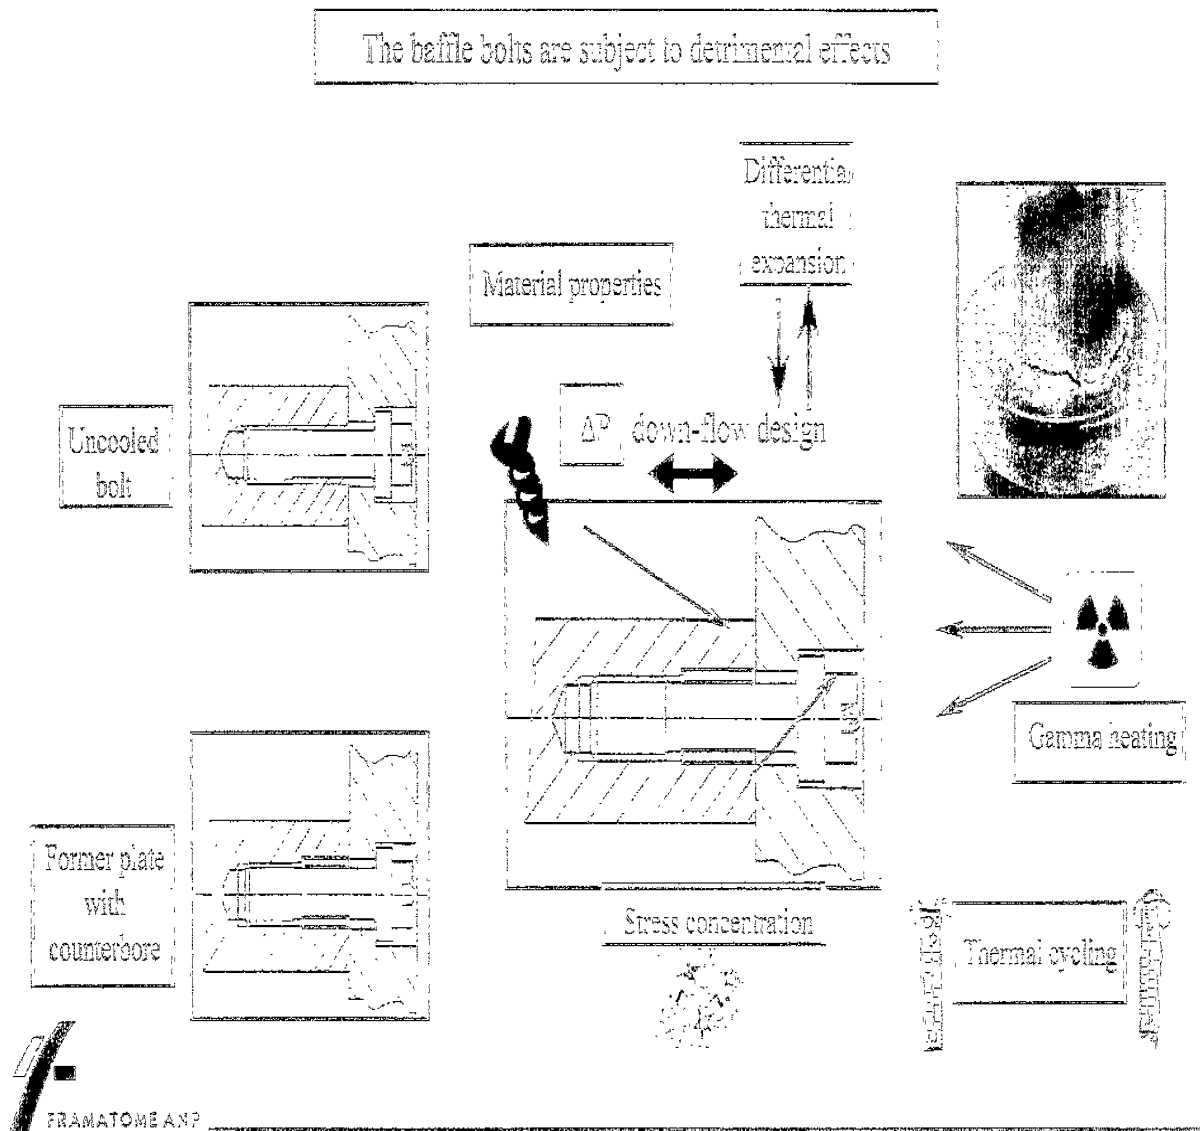 The baffle bolts are subject to detrimental effects
Differential
thermal
expansion
Material properties
ΔP down-flow design
Uncooled
bolt
Gamma heating
Former plate
with
counterbore
Stress concentration
Thermal cycling
FRAMATOME ANP